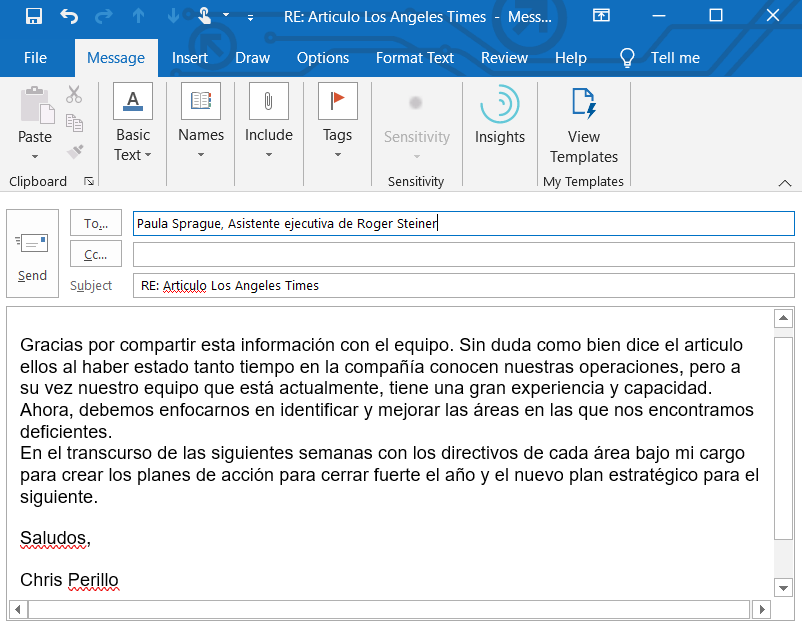 RE: Articulo Los Angeles Times - Mess...
File Message Insert Draw Options Format Text Review Help Tell me
Paste
Clipboard
Basic
Text
Names
Include
Tags
Sensitivity
Sensitivity
Insights
View
Templates
My Templates
Send
To...
Paula Sprague, Asistente ejecutiva de Roger Steiner
Cc...
Subject
RE: Articulo Los Angeles Times
Gracias por compartir esta información con el equipo. Sin duda como bien dice el articulo
ellos al haber estado tanto tiempo en la compañía conocen nuestras operaciones, pero a
su vez nuestro equipo que está actualmente, tiene una gran experiencia y capacidad.
Ahora, debemos enfocarnos en identificar y mejorar las áreas en las que nos encontramos
deficientes.
En el transcurso de las siguientes semanas con los directivos de cada área bajo mi cargo
para crear los planes de acción para cerrar fuerte el año y el nuevo plan estratégico para el
siguiente.
Saludos,
Chris Perillo